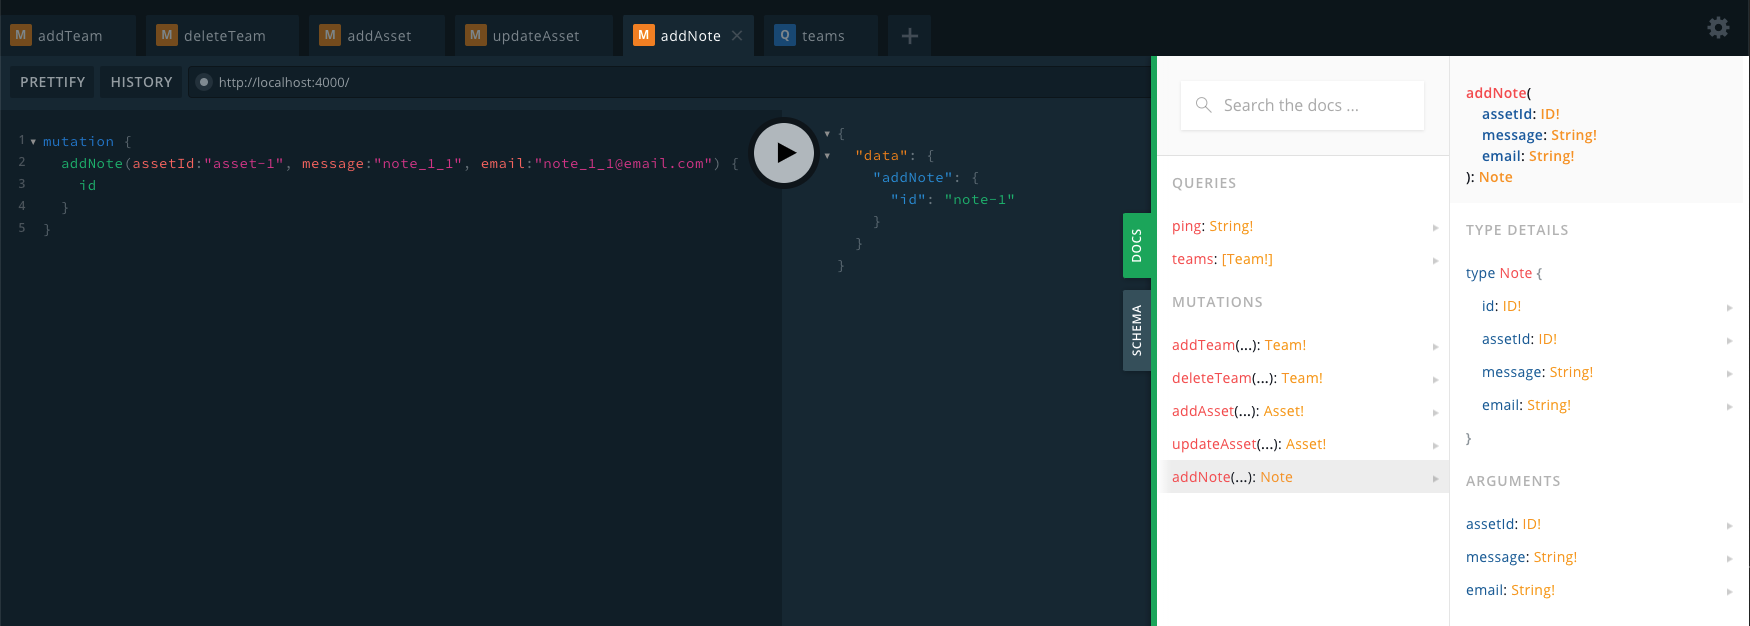 M addTeam
M deleteTeam
M addAsset
M updateAsset
M addNote
Q teams
PRETTIFY
HISTORY
http://localhost:4000/
1 mutation {
2 addNote(assetId:"asset-1", message:"note_1_1", email:"note_1_1@email.com") {
3 id
4 }
5 }
{
"data": {
"addNote": {
"id": "note-1"
}
}
}
DOCS
SCHEMA
Search the docs ...
QUERIES
ping: String!
teams: [Team!]
MUTATIONS
addTeam(...): Team!
deleteTeam(...): Team!
addAsset(...): Asset!
updateAsset(...): Asset!
addNote(...): Note
addNote(
assetId: ID!
message: String!
email: String!
): Note
TYPE DETAILS
type Note {
id: ID!
assetId: ID!
message: String!
email: String!
}
ARGUMENTS
assetId: ID!
message: String!
email: String!